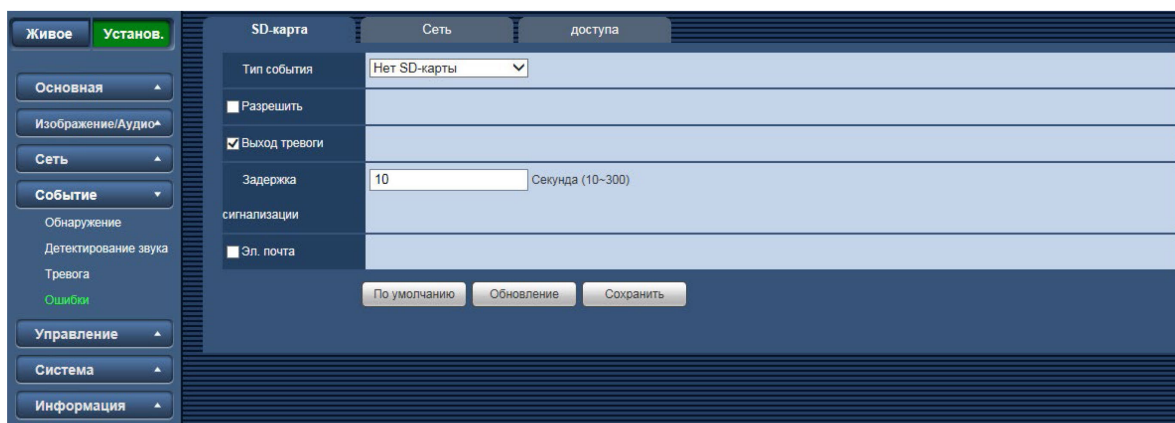 Живое Установ.
Основная
Изображение/Аудио
Сеть
Событие
Обнаружение
Детектирование звука
Тревога
Ошибки
Управление
Система
Информация
SD-карта Сеть доступа
Тип события Нет SD-карты
Разрешить
Выход тревоги
Задержка 10 Секунда (10~300)
сигнализации
Эл. почта
По умолчанию Обновление Сохранить